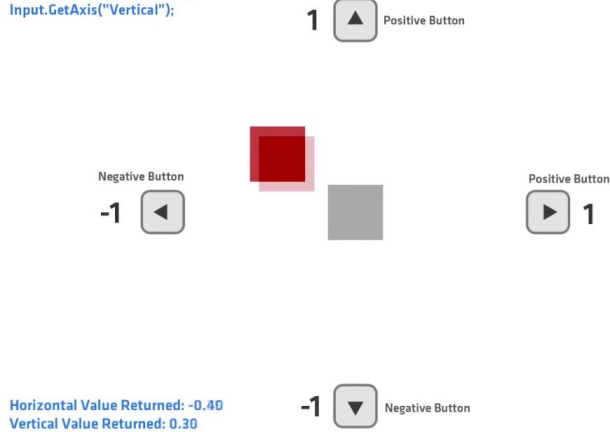 Input.GetAxis("Vertical");
1 Positive Button
Negative Button
-1
Positive Button
1
Horizontal Value Returned: -0.40
Vertical Value Returned: 0.30
-1 Negative Button